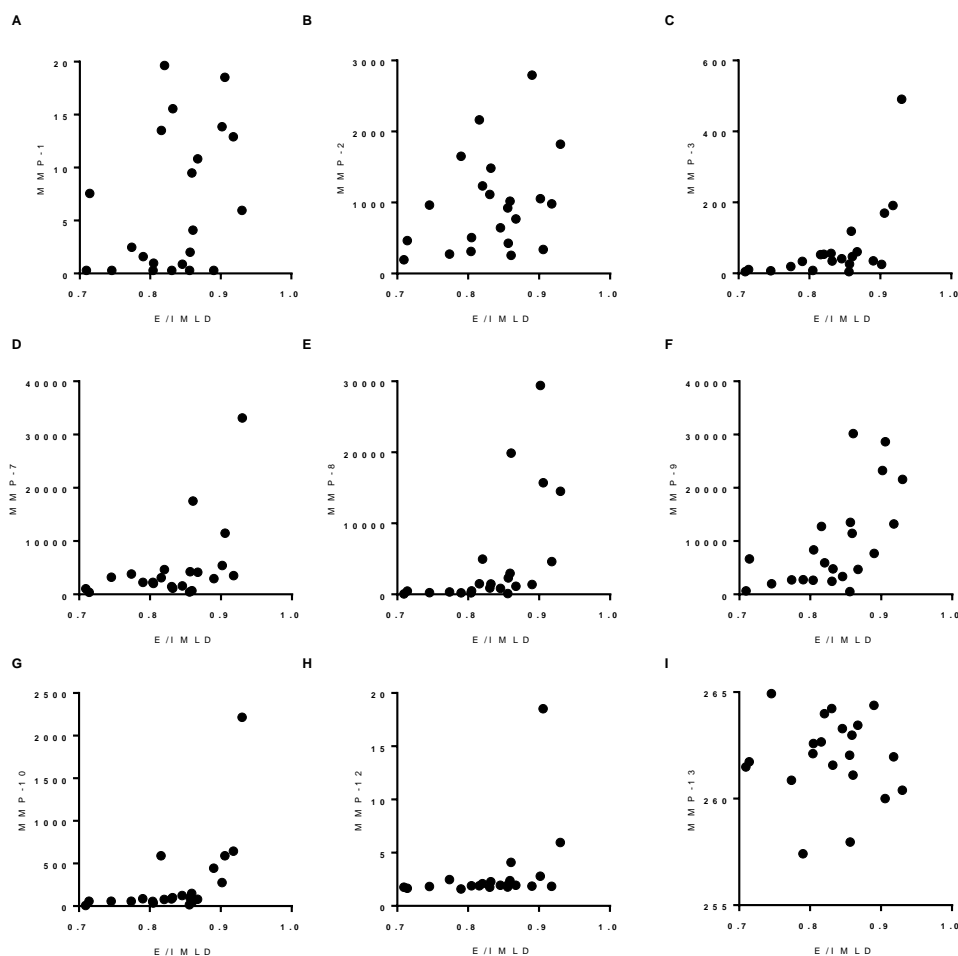 A
B
C
20
15
10
5
0
MMP-1
0.7 0.8 0.9 1.0
E/IMLD
3000
2000
1000
0
MMP-2
0.7 0.8 0.9 1.0
E/IMLD
600
400
200
0
MMP-3
0.7 0.8 0.9 1.0
E/IMLD
D
E
F
40000
30000
20000
10000
0
MMP-7
0.7 0.8 0.9 1.0
E/IMLD
30000
20000
10000
0
MMP-8
0.7 0.8 0.9 1.0
E/IMLD
40000
30000
20000
10000
0
MMP-9
0.7 0.8 0.9 1.0
E/IMLD
G
H
I
2500
2000
1500
1000
500
0
MMP-10
0.7 0.8 0.9 1.0
E/IMLD
20
15
10
5
0
MMP-12
0.7 0.8 0.9 1.0
E/IMLD
265
260
255
MMP-13
0.7 0.8 0.9 1.0
E/IMLD